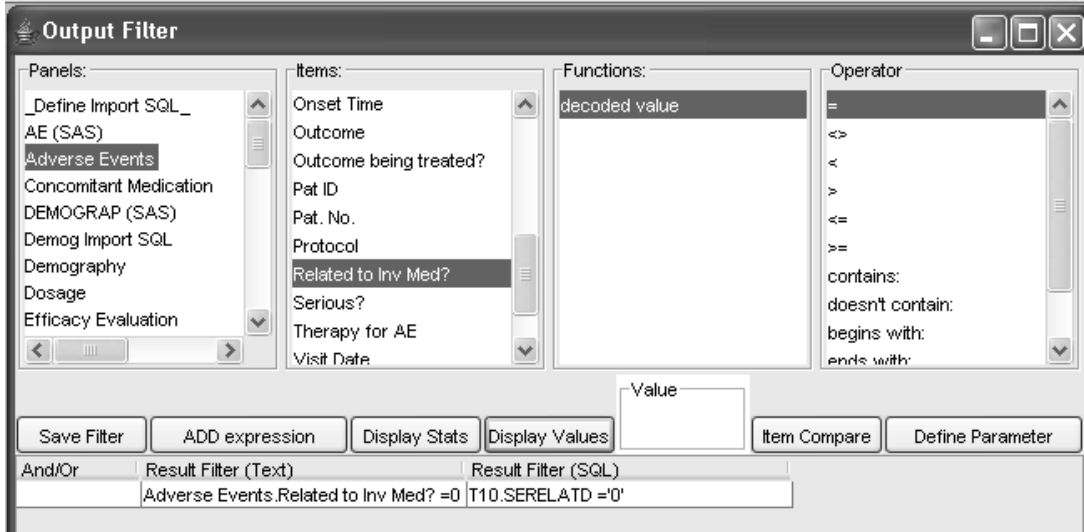 Output Filter
Panels:
_Define Import SQL_
AE (SAS)
Adverse Events
Concomitant Medication
DEMOGRAP (SAS)
Demog Import SQL
Demography
Dosage
Efficacy Evaluation
Items:
Onset Time
Outcome
Outcome being treated?
Pat ID
Pat. No.
Protocol
Related to Inv Med?
Serious?
Therapy for AE
Visit Date
Functions:
decoded value
Operator
=
<>
<
>
<=
>=
contains:
doesn't contain:
begins with:
ends with:
Value
Save Filter ADD expression Display Stats Display Values Item Compare Define Parameter
And/Or Result Filter (Text) Result Filter (SQL)
Adverse Events.Related to Inv Med? =0 T10.SERELATD ='0'